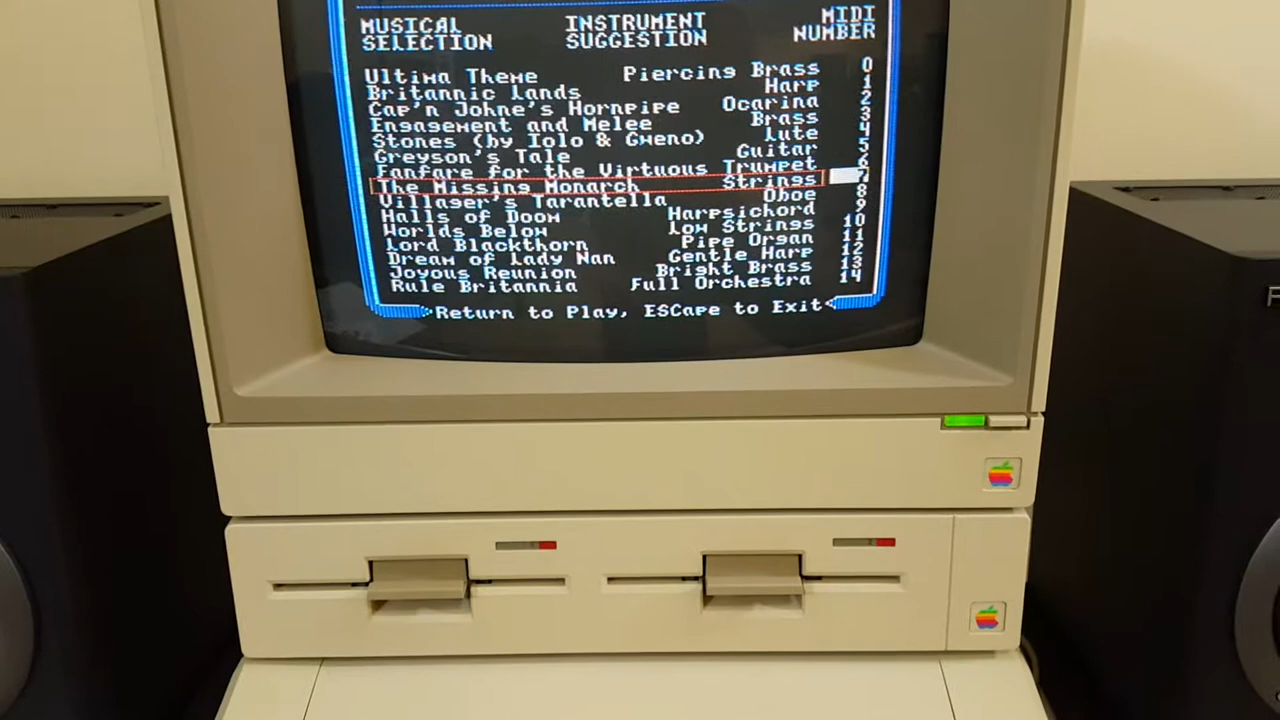 MUSICAL SELECTION INSTRUMENT SUGGESTION MIDI NUMBER
Ultima Theme Piercing Brass 0
Britannic Lands Harp 1
Cap'n Johne's Hornpipe Ocarina 2
Engagement and Melee Brass 3
Stones (by Iolo & Gweno) Lute 4
Greyson's Tale Guitar 5
Fanfare for the Virtuous Trumpet 6
The Missing Monarch Strings 7
Villager's Tarantella Oboe 8
Halls of Doom Harpsichord 9
Worlds Below Low Strings 10
Lord Blackthorn Pipe Organ 11
Dream of Lady Nan Gentle Harp 12
Joyous Reunion Bright Brass 13
Rule Britannia Full Orchestra 14
Return to Play, ESCape to Exit